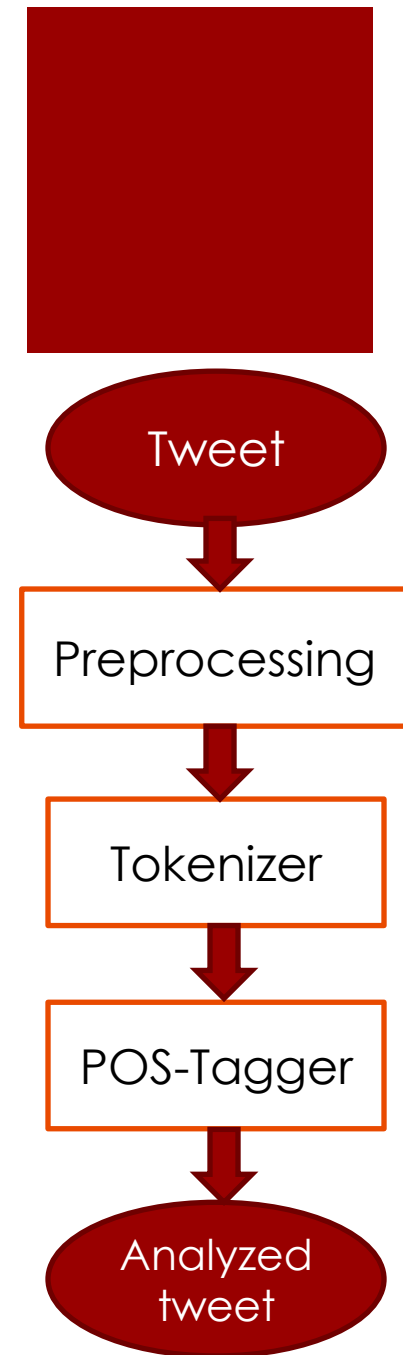 Tweet
Preprocessing
Tokenizer
POS-Tagger
Analyzed
tweet